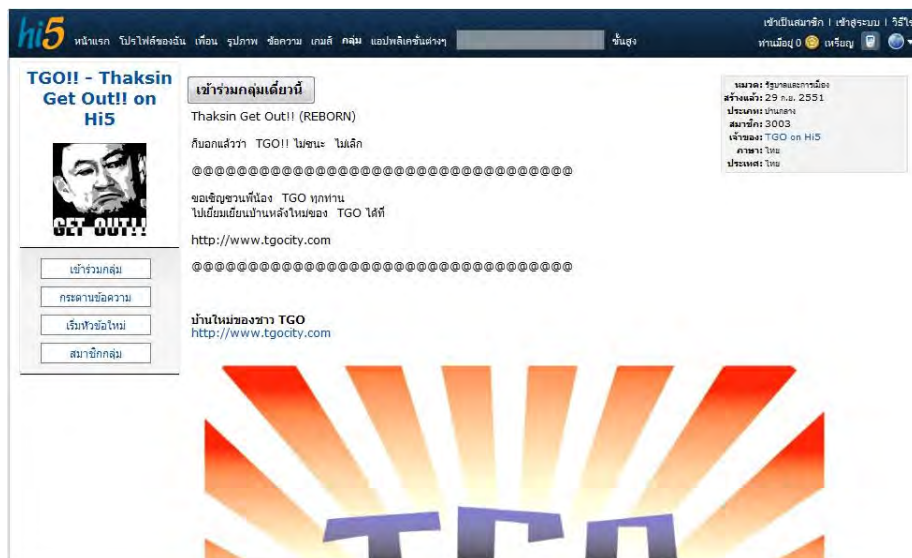 hi5
หน้าแรก โปรไฟล์ของฉัน เพื่อน รูปภาพ ข้อความ เกมส์ กลุ่ม แอปพลิเคชั่นต่างๆ ขั้นสูง
เข้าเป็นสมาชิก | เข้าสู่ระบบ |
ท่านมีอยู่ 0 เหรียญ
TGO!! - Thaksin
Get Out!! on
Hi5
GET OUT!!
เข้าร่วมกลุ่ม
กระดานข้อความ
เริ่มหัวข้อใหม่
สมาชิกกลุ่ม
เข้าร่วมกลุ่มเดี๋ยวนี้
Thaksin Get Out!! (REBORN)
ก็บอกแล้วว่า TGO!! ไม่ชนะ ไม่เลิก
@@@@@@@@@@@@@@@@@@@@@@@@@@@@@@@@@@
ขอเชิญชวนพี่น้อง TGO ทุกท่าน
ไปเยี่ยมเยียนบ้านหลังใหม่ของ TGO ได้ที่
http://www.tgocity.com
@@@@@@@@@@@@@@@@@@@@@@@@@@@@@@@@@@
บ้านใหม่ของชาว TGO
http://www.tgocity.com
TGO
หมวด: รัฐบาลและการเมือง
สร้างแล้ว: 29 ก.ย. 2551
ประเภท: ปานกลาง
สมาชิก: 3003
เจ้าของ: TGO on Hi5
ภาษา: ไทย
ประเทศ: ไทย